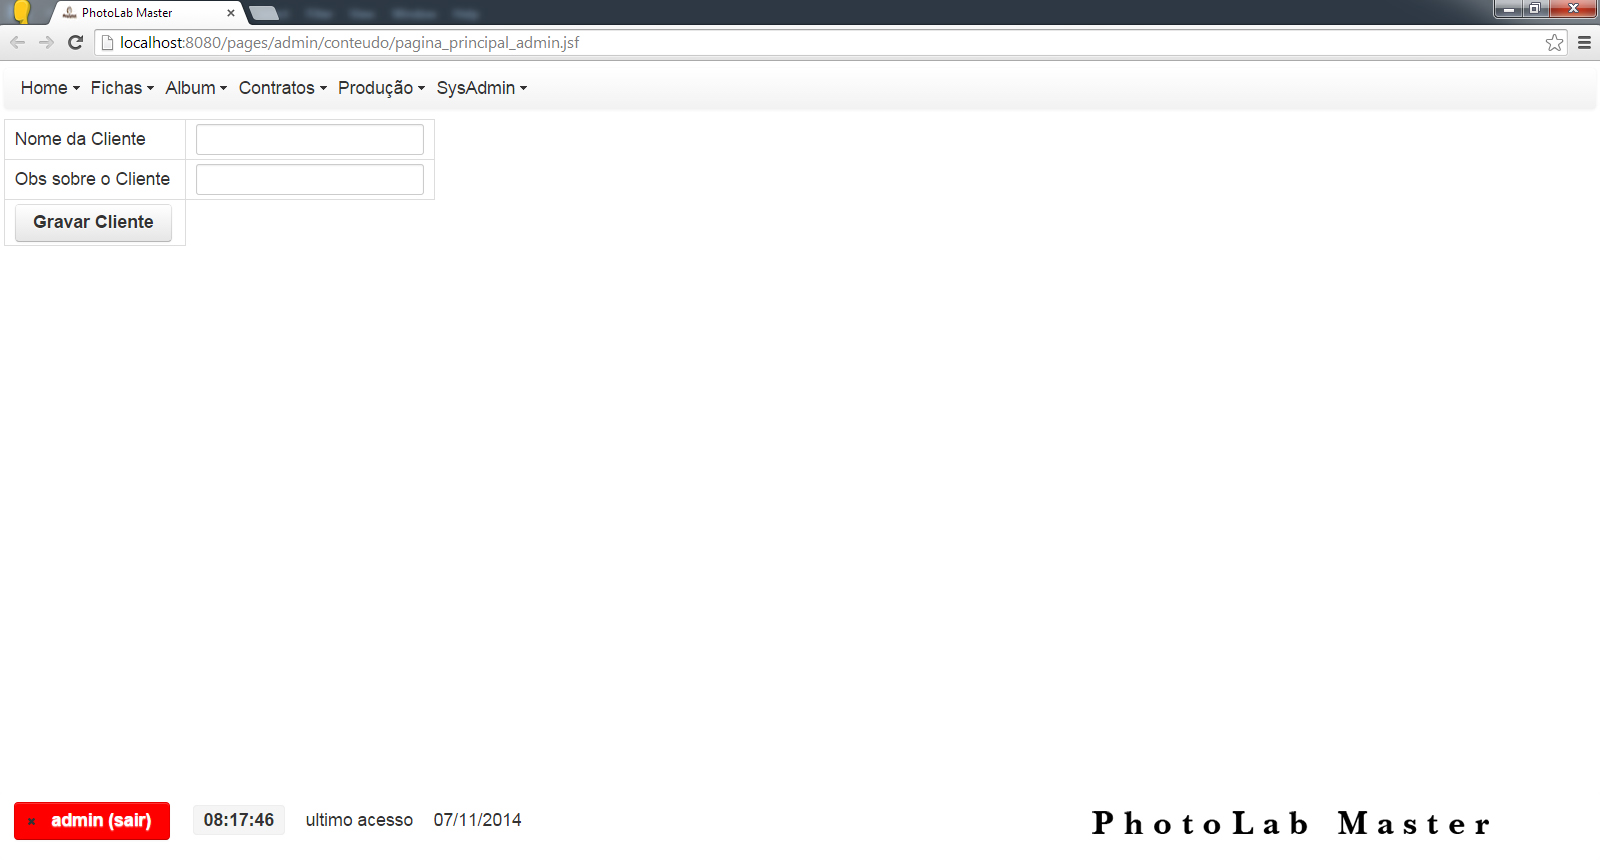 PhotoLab Master
localhost:8080/pages/admin/conteudo/pagina_principal_admin.jsf
Home Fichas Album Contratos Produção SysAdmin
Nome da Cliente
Obs sobre o Cliente
Gravar Cliente
admin (sair) 08:17:46 ultimo acesso 07/11/2014
PhotoLab Master